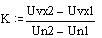 K := (Uvx2 − Uvx1) / (Un2 − Un1)